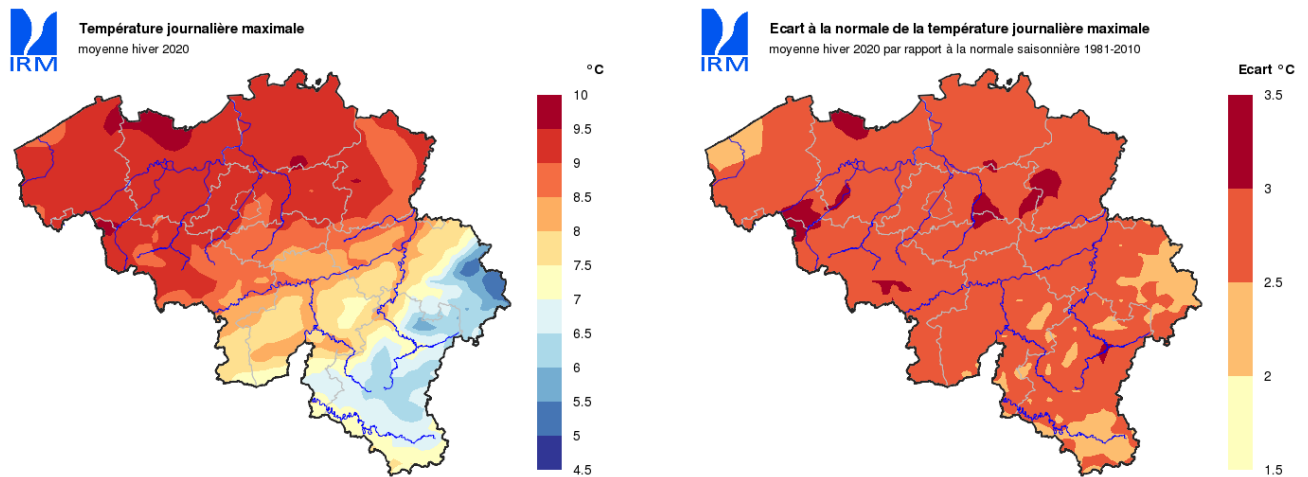 Température journalière maximale
moyenne hiver 2020
IRM
°C
10
9.5
9
8.5
8
7.5
7
6.5
6
5.5
5
4.5
Ecart à la normale de la température journalière maximale
moyenne hiver 2020 par rapport à la normale saisonnière 1981-2010
IRM
Ecart °C
3.5
3
2.5
2
1.5